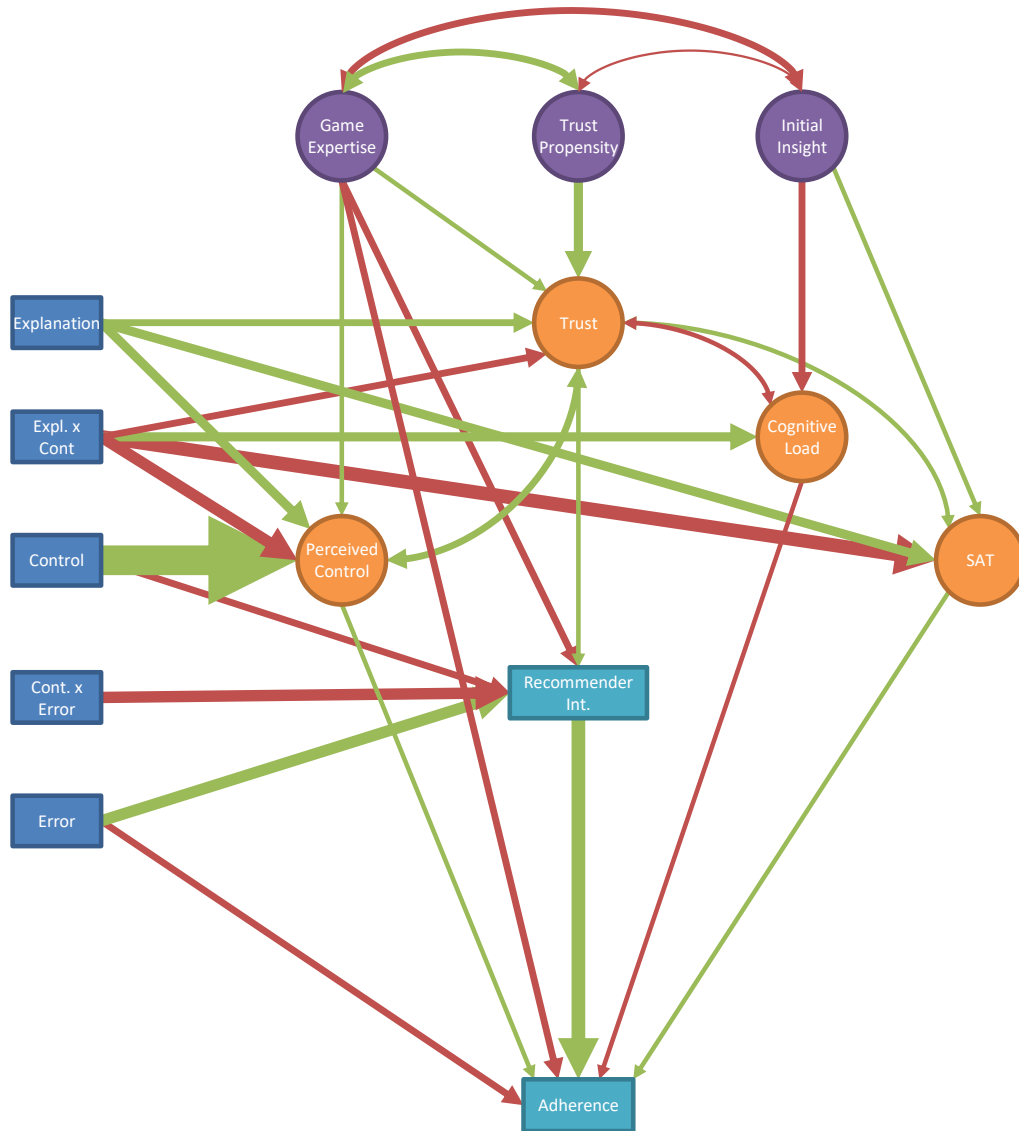 Game
Expertise
Trust
Propensity
Initial
Insight
Explanation
Trust
Expl. x
Cont
Cognitive
Load
Control
Perceived
Control
SAT
Cont. x
Error
Recommender
Int.
Error
Adherence